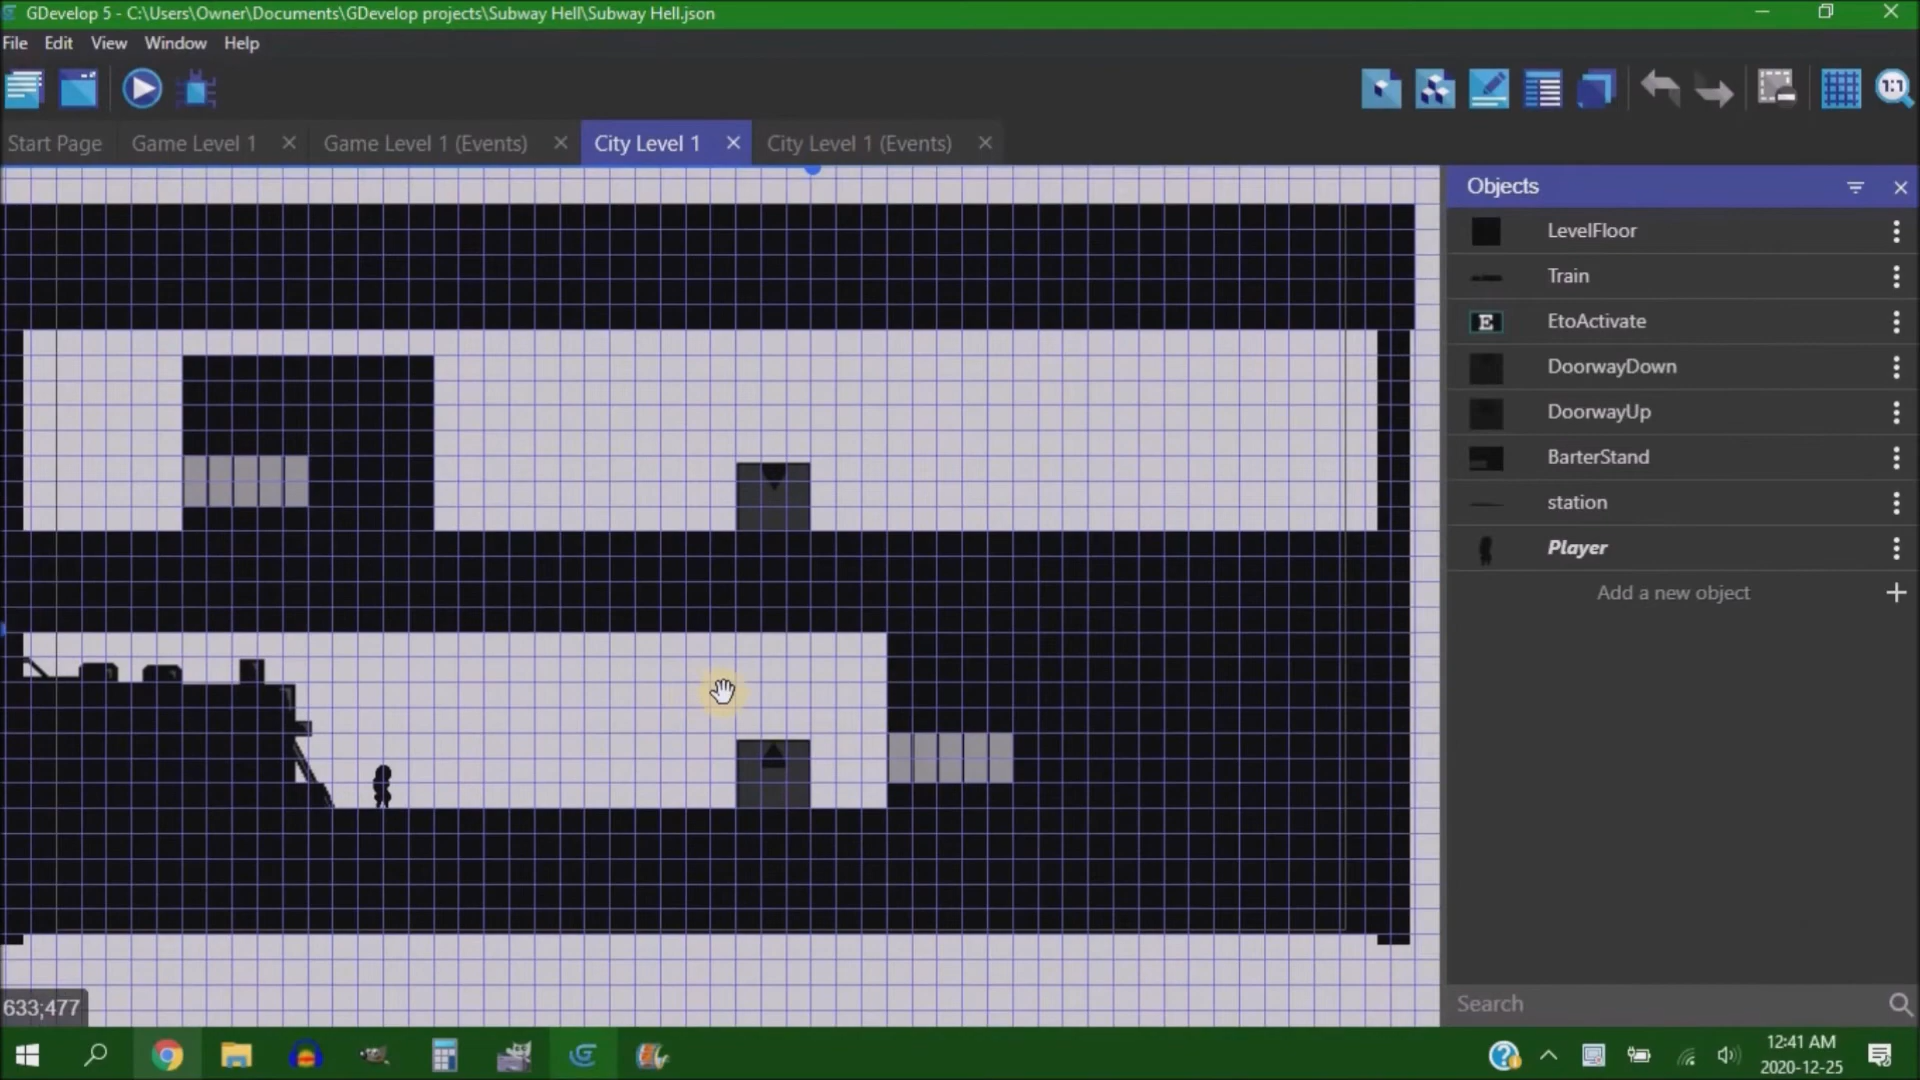 GDevelop 5 - C:\Users\Owner\Documents\GDevelop projects\Subway Hell\Subway Hell.json
File Edit View Window Help
1:1
Start Page Game Level 1 Game Level 1 (Events) City Level 1 City Level 1 (Events)
Objects
LevelFloor
Train
E EtoActivate
DoorwayDown
DoorwayUp
BarterStand
station
Player
Add a new object
633;477
Search
12:41 AM
2020-12-25